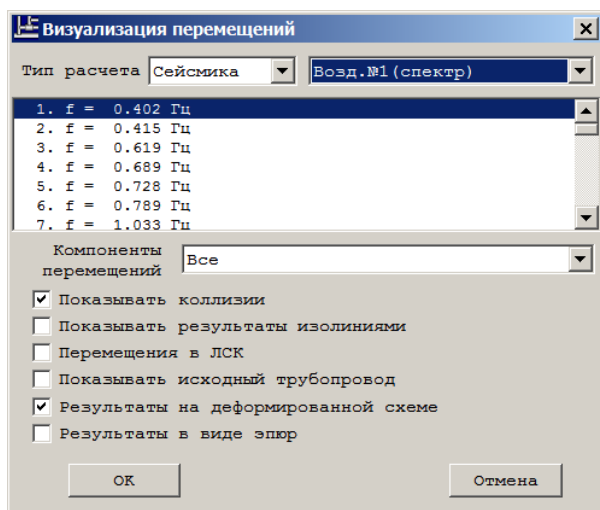 Визуализация перемещений
Тип расчета Сейсмика Возд.№1(спектр)
1. f = 0.402 Гц
2. f = 0.415 Гц
3. f = 0.619 Гц
4. f = 0.689 Гц
5. f = 0.728 Гц
6. f = 0.789 Гц
7. f = 1.033 Гц
Компоненты
перемещений
Все
Показывать коллизии
Показывать результаты изолиниями
Перемещения в ЛСК
Показывать исходный трубопровод
Результаты на деформированной схеме
Результаты в виде эпюр
ОК Отмена